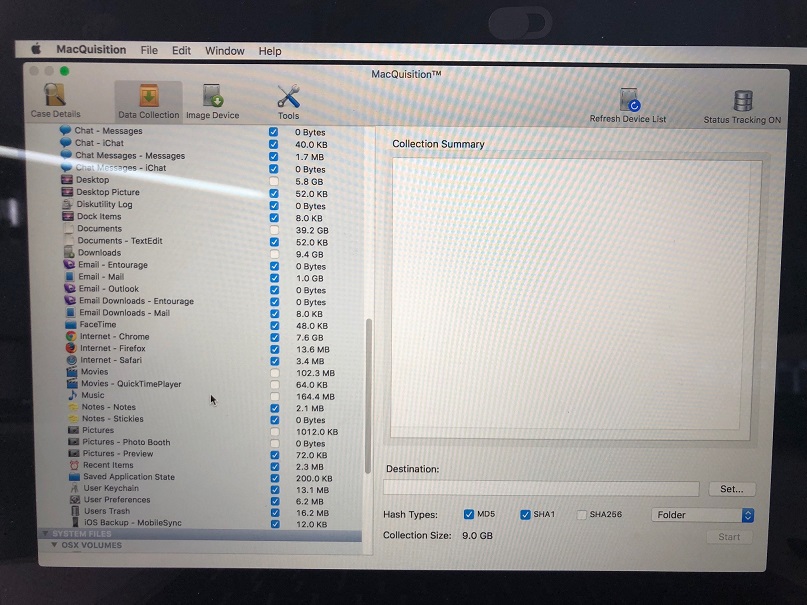 MacQuisition File Edit Window Help
MacQuisition™
Case Details Data Collection Image Device Tools Refresh Device List Status Tracking ON
Chat - Messages 0 Bytes
Chat - iChat 40.0 KB
Chat Messages - Messages 1.7 MB
Chat Messages - iChat 0 Bytes
Desktop 5.8 GB
Desktop Picture 52.0 KB
Diskutility Log 0 Bytes
Dock Items 8.0 KB
Documents 39.2 GB
Documents - TextEdit 52.0 KB
Downloads 9.4 GB
Email - Entourage 0 Bytes
Email - Mail 1.0 GB
Email - Outlook 0 Bytes
Email Downloads - Entourage 0 Bytes
Email Downloads - Mail 8.0 KB
FaceTime 48.0 KB
Internet - Chrome 7.6 GB
Internet - Firefox 13.6 MB
Internet - Safari 3.4 MB
Movies 102.3 MB
Movies - QuickTimePlayer 64.0 KB
Music 164.4 MB
Notes - Notes 2.1 MB
Notes - Stickies 0 Bytes
Pictures 1012.0 KB
Pictures - Photo Booth 0 Bytes
Pictures - Preview 72.0 KB
Recent Items 2.3 MB
Saved Application State 200.0 KB
User Keychain 13.1 MB
User Preferences 6.2 MB
Users Trash 16.2 MB
iOS Backup - MobileSync 12.0 KB
SYSTEM FILES
OSX VOLUMES
Collection Summary
Destination:
Set...
Hash Types: MD5 SHA1 SHA256 Folder
Collection Size: 9.0 GB Start